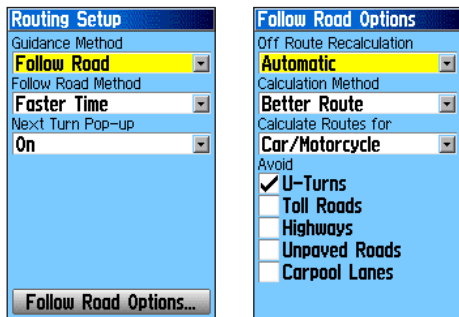 Routing Setup
Guidance Method
Follow Road
Follow Road Method
Faster Time
Next Turn Pop-up
On
Follow Road Options...
Follow Road Options
Off Route Recalculation
Automatic
Calculation Method
Better Route
Calculate Routes for
Car/Motorcycle
Avoid
U-Turns
Toll Roads
Highways
Unpaved Roads
Carpool Lanes